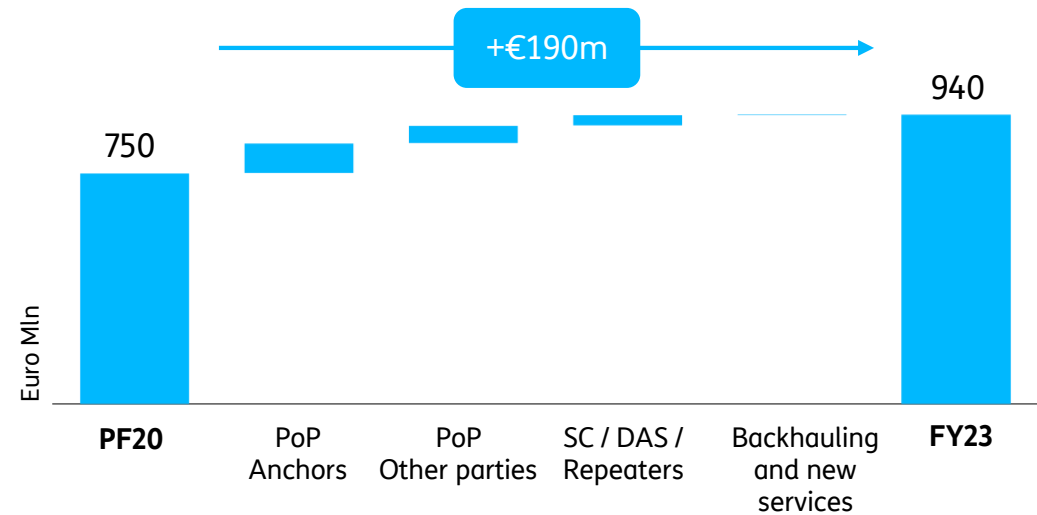 +€190m
940
750
Euro Mln
PF20
PoP
Anchors
PoP
Other parties
SC / DAS /
Repeaters
Backhauling
and new
services
FY23